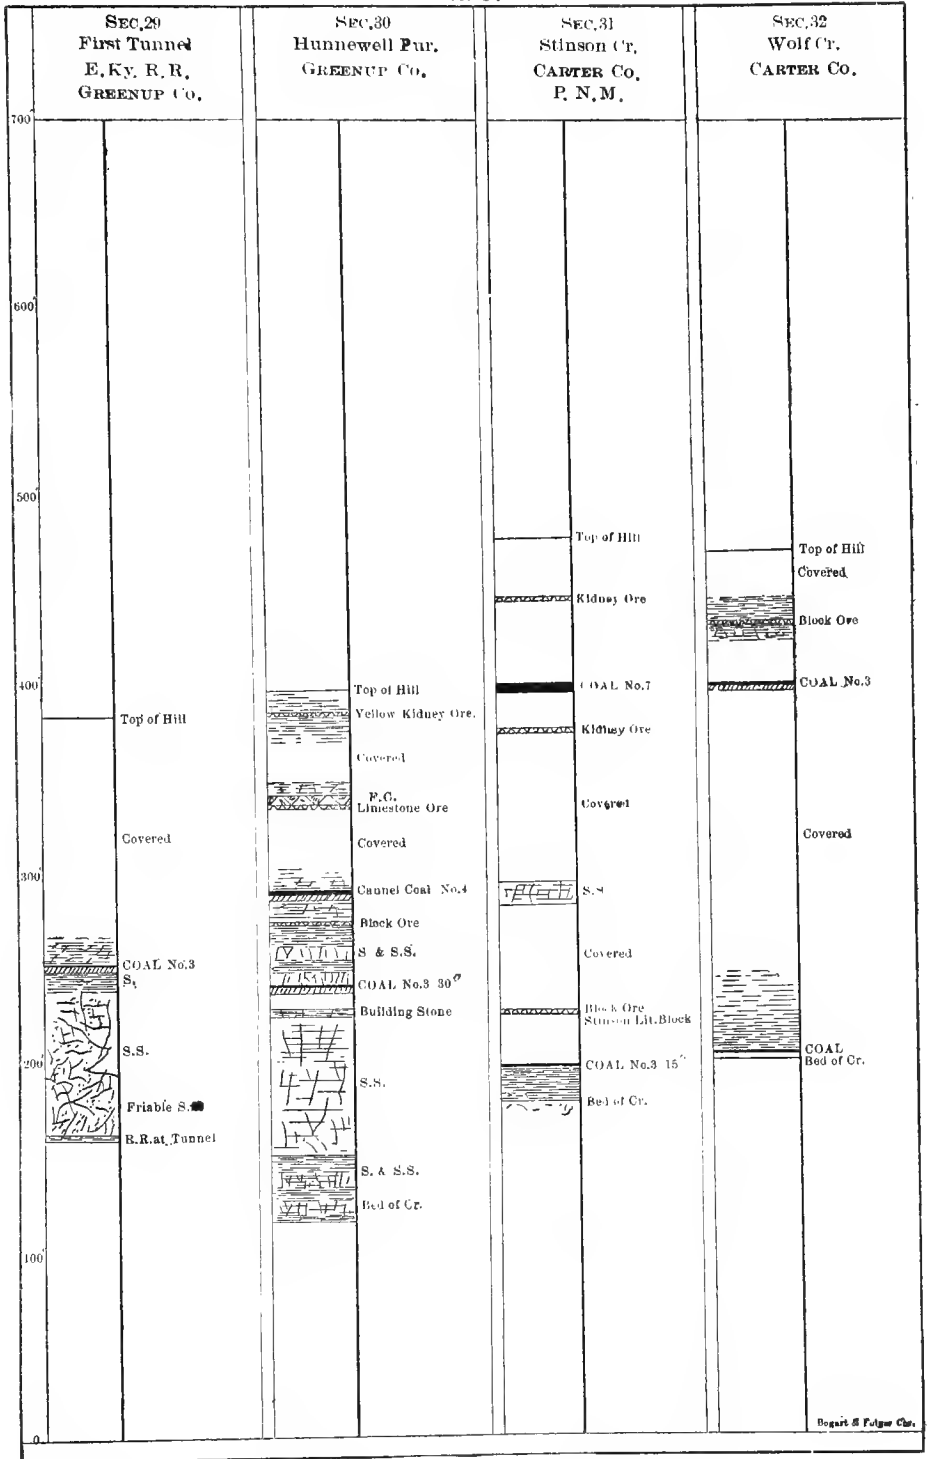 SEC.29
First Tunnel
E. Ky. R. R.
GREENUP Co.
SEC.30
Hunnewell Fur.
GREENUP Co.
SEC.31
Stinson Cr.
CARTER Co.
P. N. M.
SEC.32
Wolf Cr.
CARTER Co.
700'
600'
500'
400'
300'
200'
100'
0
Top of Hill
Covered
COAL No.3
S.
S.S.
Friable S.
R.R. at Tunnel
Top of Hill
Yellow Kidney Ore.
Covered
F.C.
Limestone Ore
Covered
Cannel Coal No.4
Block Ore
S & S.S.
COAL No.3 30"
Building Stone
S.S.
S. & S.S.
Bed of Cr.
Top of Hill
Kidney Ore
COAL No.7
Kidney Ore
Covered
S.S
Covered
Block Ore
Stinson Lit. Block
COAL No.3 15"
Bed of Cr.
Top of Hill
Covered
Block Ore
COAL No.3
Covered
COAL
Bed of Cr.
Bogart &